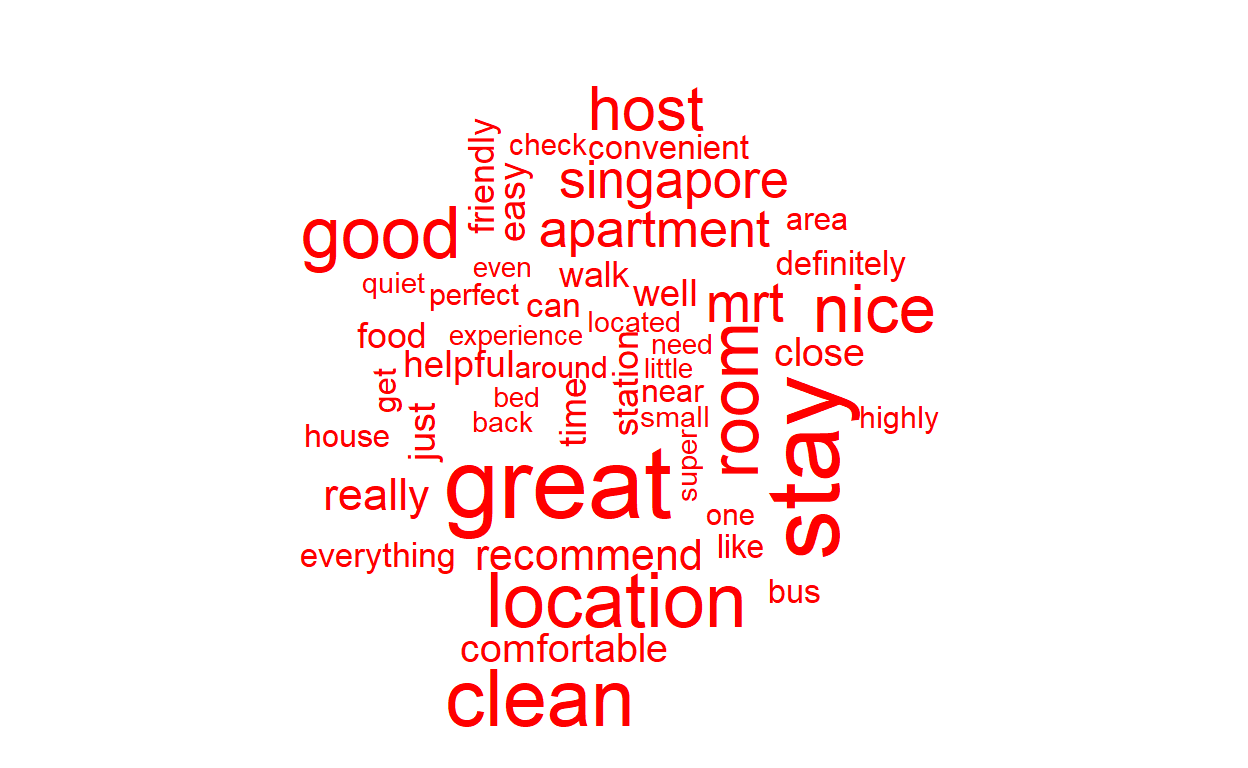 host
check
convenient
friendly
easy
singapore
good
apartment
area
even
walk
definitely
quiet
perfect
can
well
mrt
nice
food
experience
located
need
room
close
helpful
around
station
little
get
bed
time
near
stay
house
just
back
small
highly
super
really
great
one
everything
recommend
like
location
bus
comfortable
clean